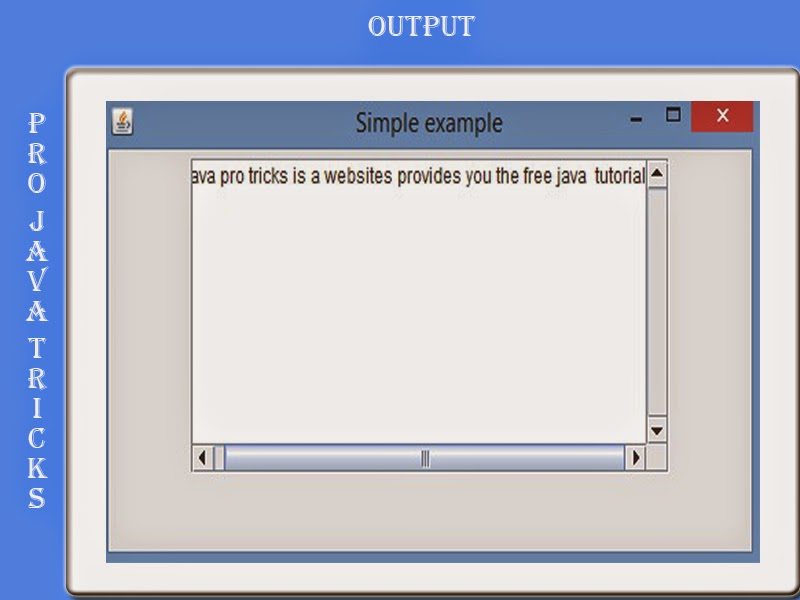 OUTPUT
PRO JAVA TRICKS
Simple example
ava pro tricks is a websites provides you the free java tutorial